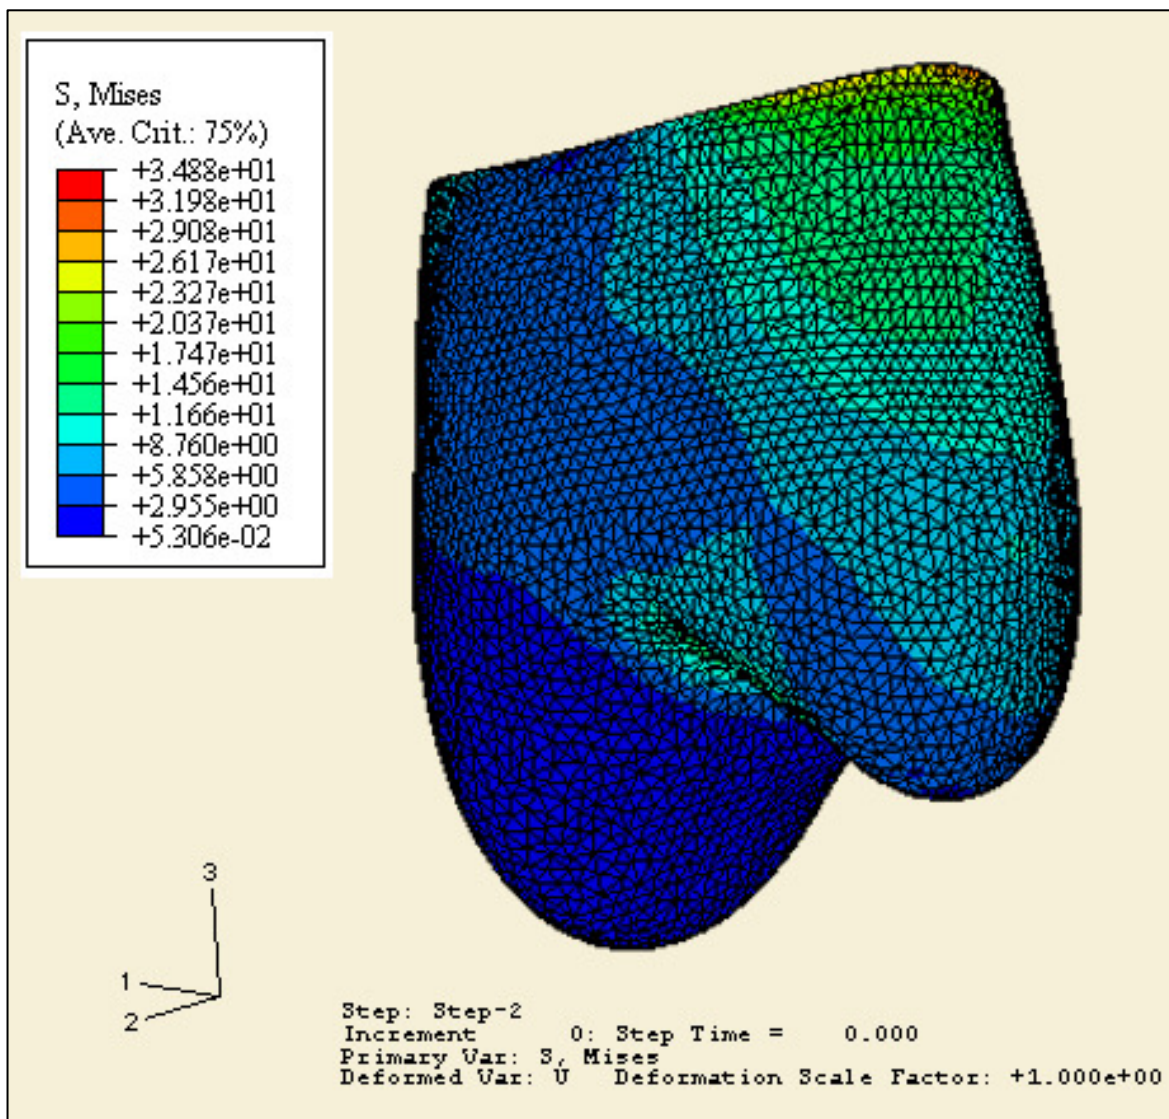 S, Mises
(Ave. Crit.: 75%)
+3.488e+01
+3.198e+01
+2.908e+01
+2.617e+01
+2.327e+01
+2.037e+01
+1.747e+01
+1.456e+01
+1.166e+01
+8.760e+00
+5.858e+00
+2.955e+00
+5.306e-02
3
1
2
Step: Step-2
Increment 0: Step Time = 0.000
Primary Var: S, Mises
Deformed Var: U Deformation Scale Factor: +1.000e+00